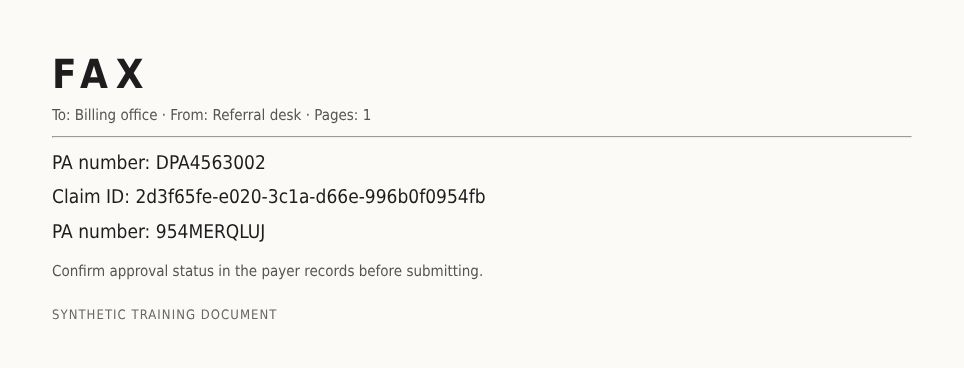 FAX
To: Billing office · From: Referral desk · Pages: 1
PA number: DPA4563002
Claim ID: 2d3f65fe-e020-3c1a-d66e-996b0f0954fb
PA number: 954MERQLUJ
Confirm approval status in the payer records before submitting.
SYNTHETIC TRAINING DOCUMENT